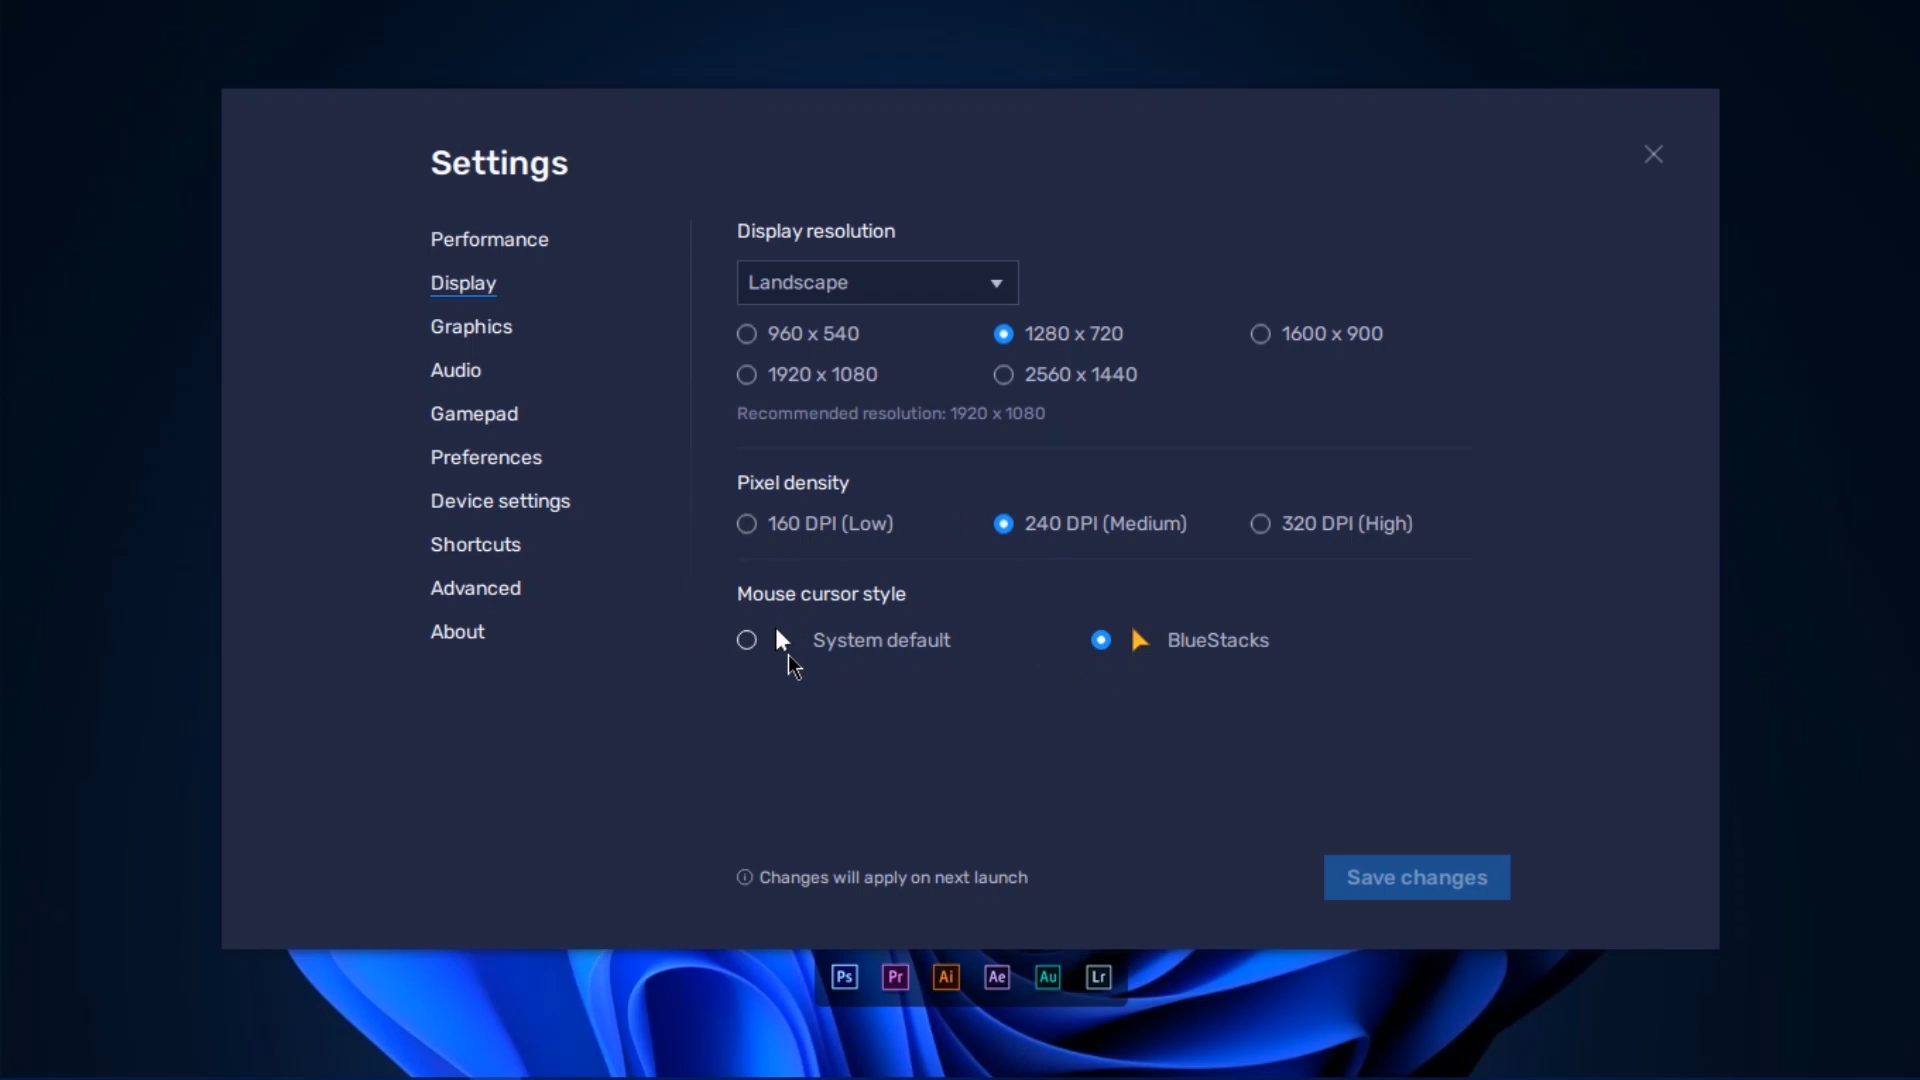 Settings
Performance
Display
Graphics
Audio
Gamepad
Preferences
Device settings
Shortcuts
Advanced
About
Display resolution
Landscape
960 x 540
1280 x 720
1600 x 900
1920 x 1080
2560 x 1440
Recommended resolution: 1920 x 1080
Pixel density
160 DPI (Low)
240 DPI (Medium)
320 DPI (High)
Mouse cursor style
System default
BlueStacks
Changes will apply on next launch
Save changes
Ps
Pr
Ai
Ae
Au
Lr